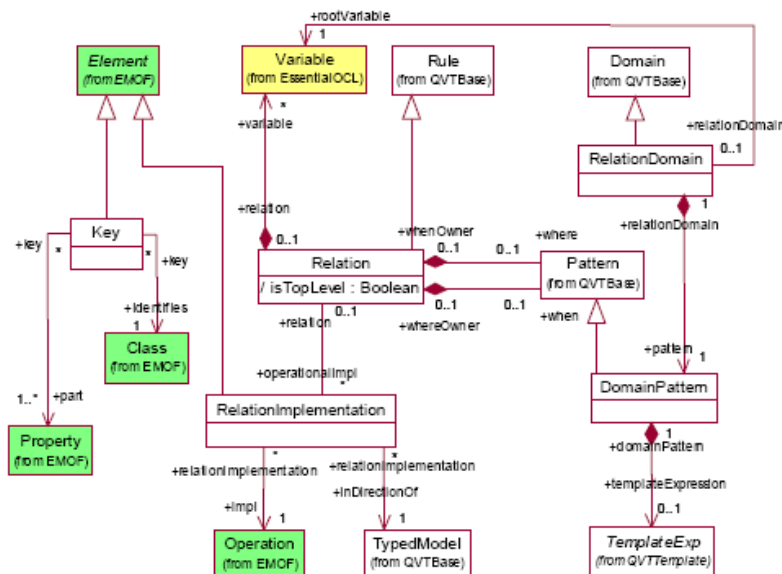 +rootVariable
1
Element
(from EMOF)
Variable
(from EssentialOCL)
Rule
(from QVTBase)
Domain
(from QVTBase)
*
+variable
+relationDomain
0..1
RelationDomain
1
+relationDomain
+relation
0..1
+key
*
Key
*
+key
+whenOwner
0..1
0..1
+where
Relation
/ isTopLevel : Boolean
Pattern
(from QVTBase)
+identifies
1
0..1
0..1
+relation
0..1
+whereOwner
+when
Class
(from EMOF)
+pattern
1
+operationalImpl
*
DomainPattern
1..*
+part
RelationImplementation
Property
(from EMOF)
*
+relationImplementation
*
+relationImplementation
1
+domainPattern
+inDirectionOf
+templateExpression
+impl
1
1
0..1
Operation
(from EMOF)
TypedModel
(from QVTBase)
TemplateExp
(from QVTTemplate)